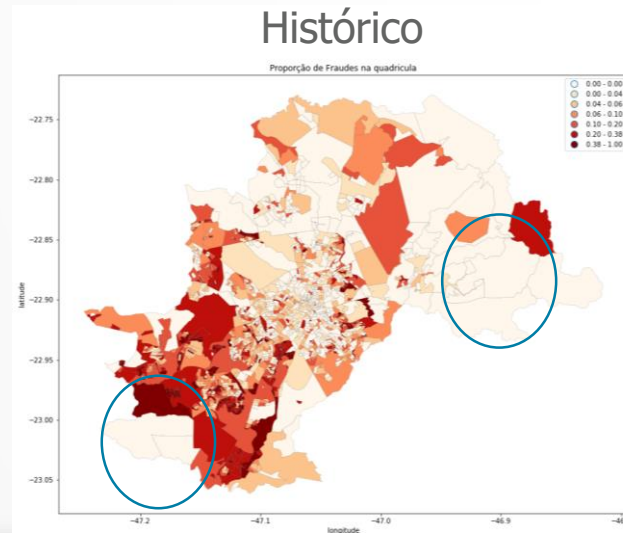 Histórico
Proporção de Fraudes na quadricula
0.00 - 0.00
0.00 - 0.04
0.04 - 0.06
0.06 - 0.10
0.10 - 0.20
0.20 - 0.38
0.38 - 1.00
latitude
−22.75
−22.80
−22.85
−22.90
−22.95
−23.00
−23.05
−47.2
−47.1
−47.0
−46.9
longitude